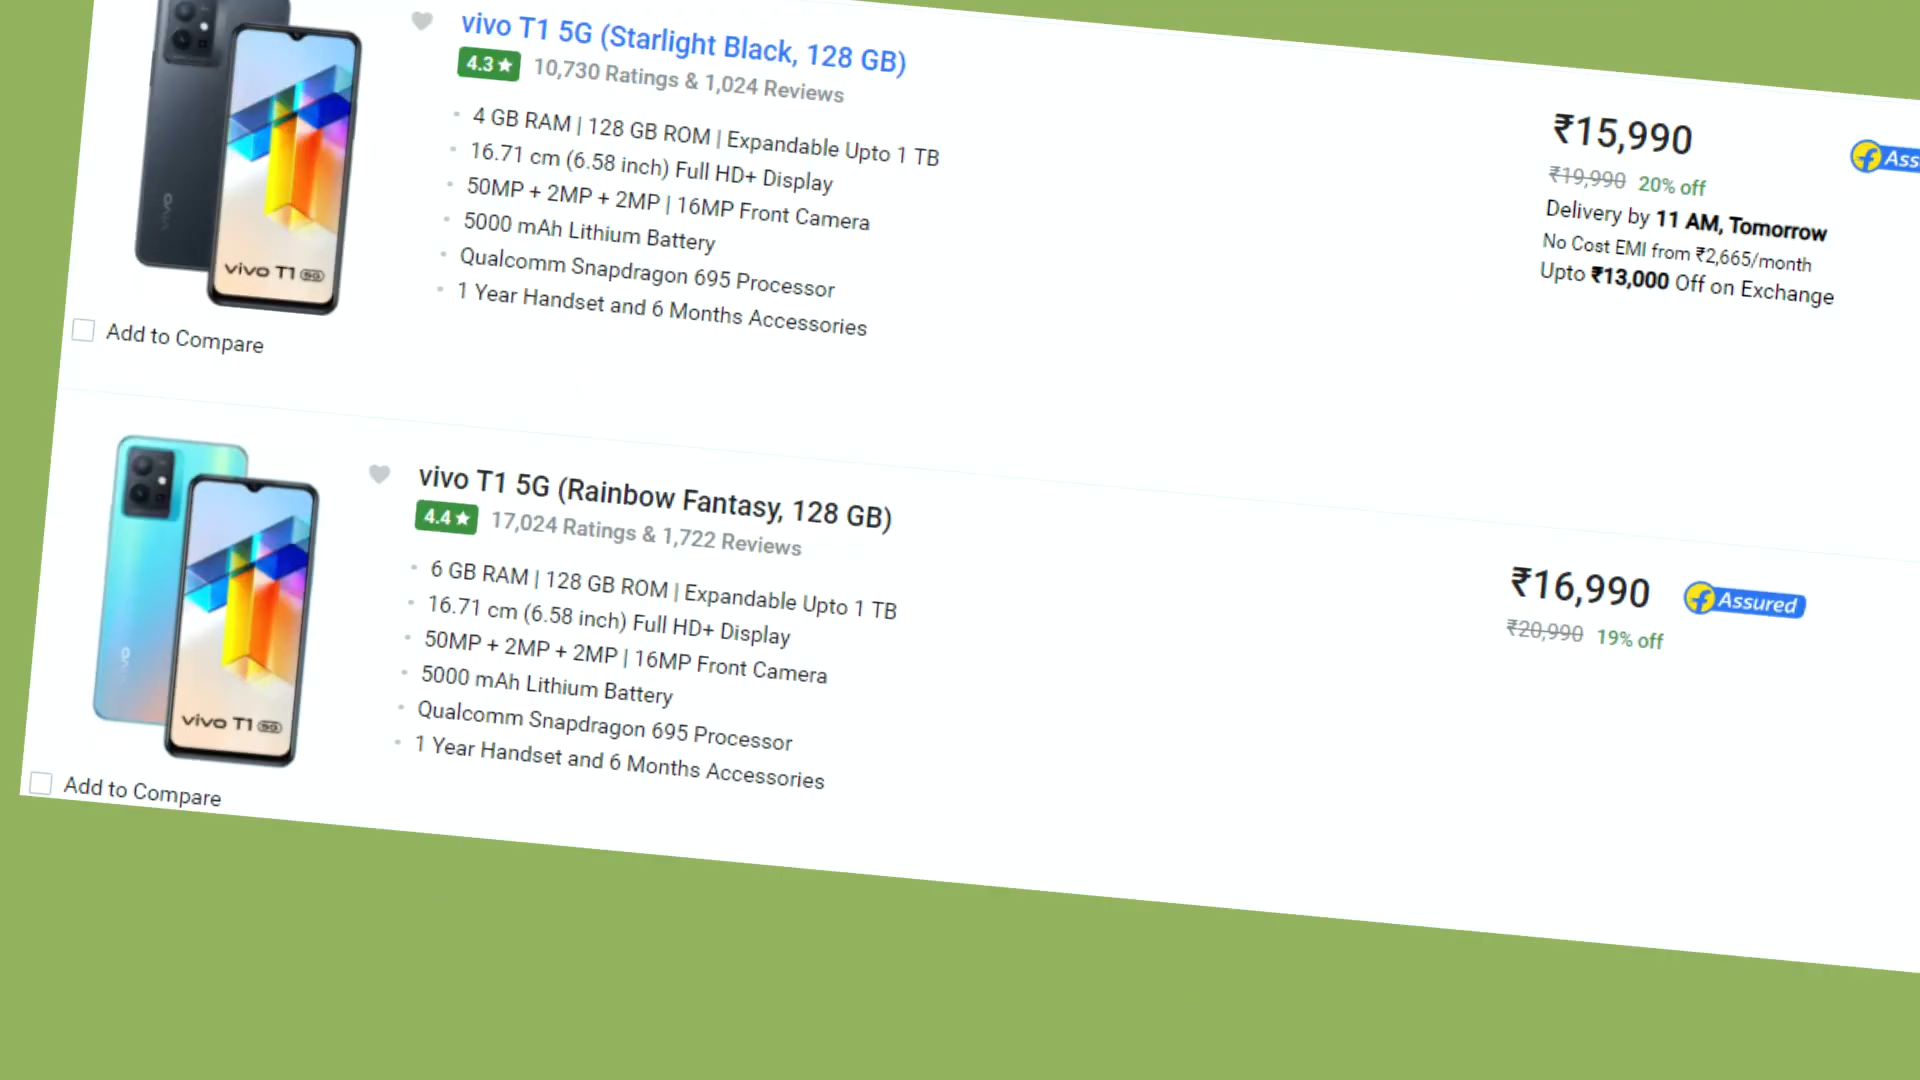 vivo T1 5G (Starlight Black, 128 GB)
4.3★ 10,730 Ratings & 1,024 Reviews
4 GB RAM | 128 GB ROM | Expandable Upto 1 TB
16.71 cm (6.58 inch) Full HD+ Display
50MP + 2MP + 2MP | 16MP Front Camera
5000 mAh Lithium Battery
Qualcomm Snapdragon 695 Processor
1 Year Handset and 6 Months Accessories
₹15,990
Ass
₹19,990 20% off
Delivery by 11 AM, Tomorrow
No Cost EMI from ₹2,665/month
Upto ₹13,000 Off on Exchange
vivo
vivo T1 5G
Add to Compare
vivo T1 5G (Rainbow Fantasy, 128 GB)
4.4★ 17,024 Ratings & 1,722 Reviews
6 GB RAM | 128 GB ROM | Expandable Upto 1 TB
16.71 cm (6.58 inch) Full HD+ Display
50MP + 2MP + 2MP | 16MP Front Camera
5000 mAh Lithium Battery
Qualcomm Snapdragon 695 Processor
1 Year Handset and 6 Months Accessories
₹16,990
Assured
₹20,990 19% off
vivo
vivo T1 5G
Add to Compare